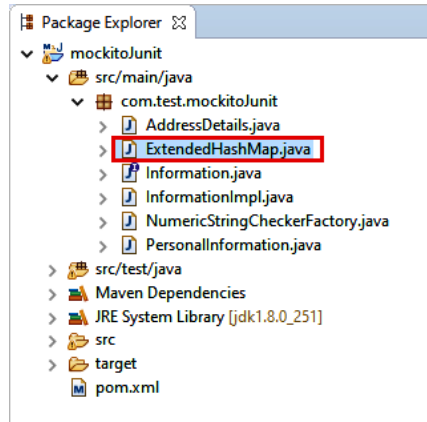 Package Explorer
mockitoJunit
src/main/java
com.test.mockitoJunit
AddressDetails.java
ExtendedHashMap.java
Information.java
InformationImpl.java
NumericStringCheckerFactory.java
PersonalInformation.java
src/test/java
Maven Dependencies
JRE System Library [jdk1.8.0_251]
src
target
pom.xml